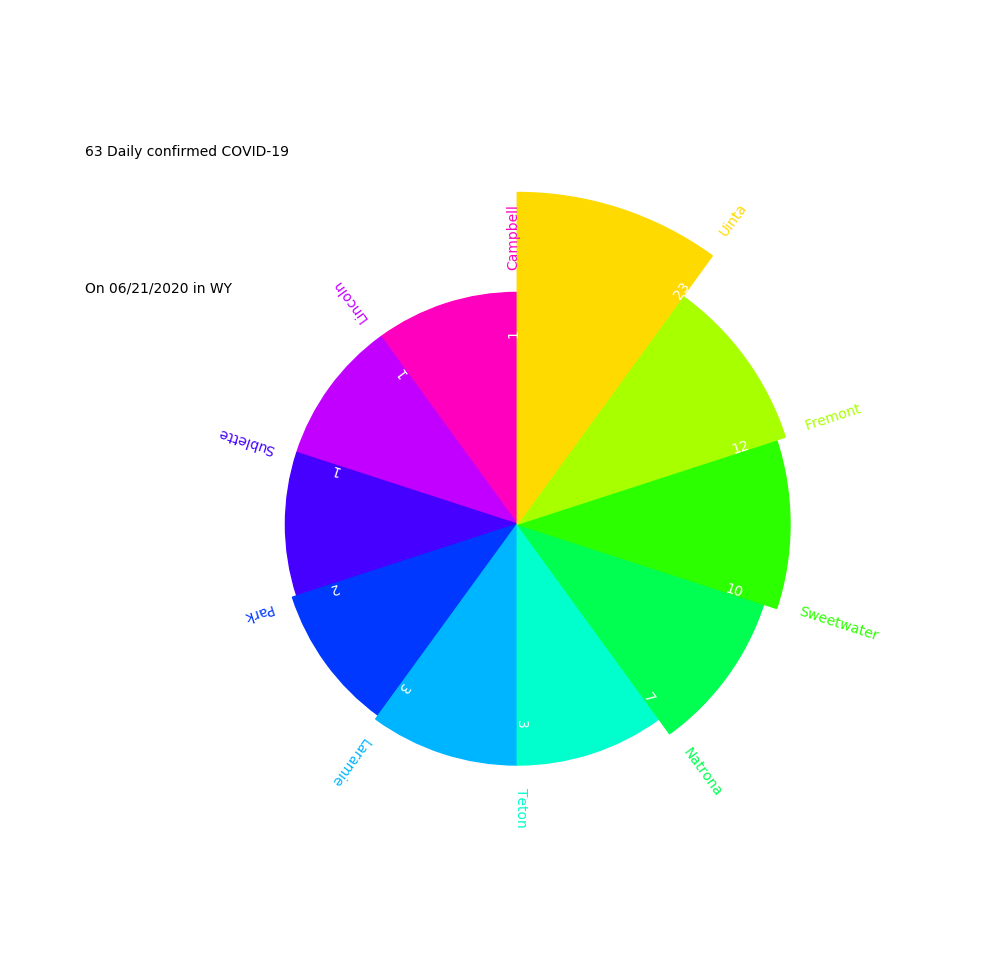 63 Daily confirmed COVID-19
On 06/21/2020 in WY
Uinta
23
Fremont
12
Sweetwater
10
Natrona
7
Teton
3
Laramie
3
Park
2
Sublette
1
Lincoln
1
Campbell
1